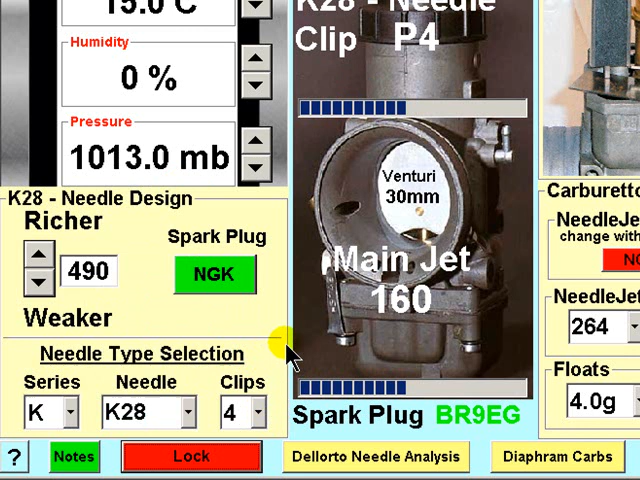 15.0 C
Humidity
0 %
Pressure
1013.0 mb
K28 - Needle Design
Richer
490
Weaker
Spark Plug
NGK
Needle Type Selection
Series
Needle
Clips
K
K28
4
K28 - Needle
Clip P4
Venturi
30mm
Main Jet
160
Spark Plug BR9EG
Carburetto
NeedleJe
change with
NO
NeedleJet
264
Floats
4.0g
?
Notes
Lock
Dellorto Needle Analysis
Diaphram Carbs